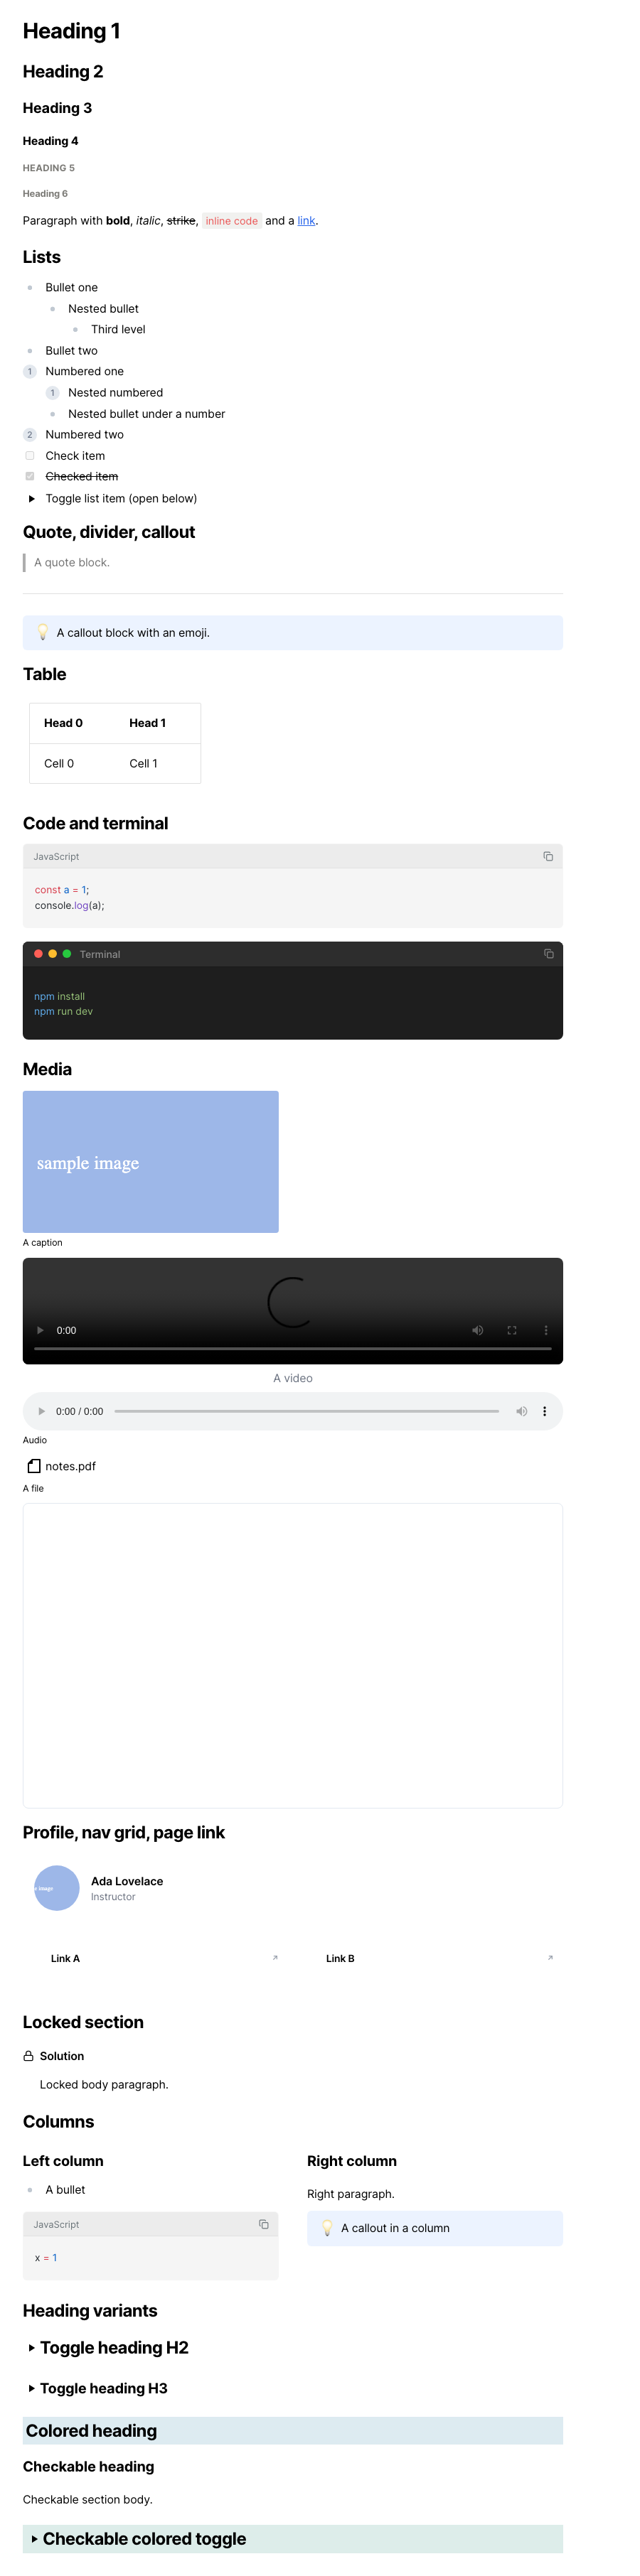 Heading 1
Heading 2
Heading 3
Heading 4
HEADING 5
Heading 6
Paragraph with bold, italic, strike, inline code and a link.
Lists
Bullet one
Nested bullet
Third level
Bullet two
1 Numbered one
1 Nested numbered
Nested bullet under a number
2 Numbered two
Check item
Checked item
Toggle list item (open below)
Quote, divider, callout
A quote block.
A callout block with an emoji.
Table
Head 0 Head 1
Cell 0 Cell 1
Code and terminal
JavaScript
const a = 1;
console.log(a);
Terminal
npm install
npm run dev
Media
sample image
A caption
0:00
A video
0:00 / 0:00
Audio
notes.pdf
A file
Profile, nav grid, page link
e image
Ada Lovelace
Instructor
Link A
Link B
Locked section
Solution
Locked body paragraph.
Columns
Left column
A bullet
JavaScript
x = 1
Right column
Right paragraph.
A callout in a column
Heading variants
Toggle heading H2
Toggle heading H3
Colored heading
Checkable heading
Checkable section body.
Checkable colored toggle